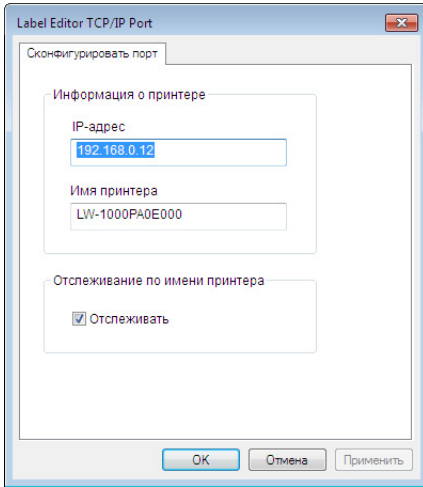 Label Editor TCP/IP Port
Сконфигурировать порт
Информация о принтере
IP-адрес
192.168.0.12
Имя принтера
LW-1000PA0E000
Отслеживание по имени принтера
Отслеживать
OK Отмена Применить